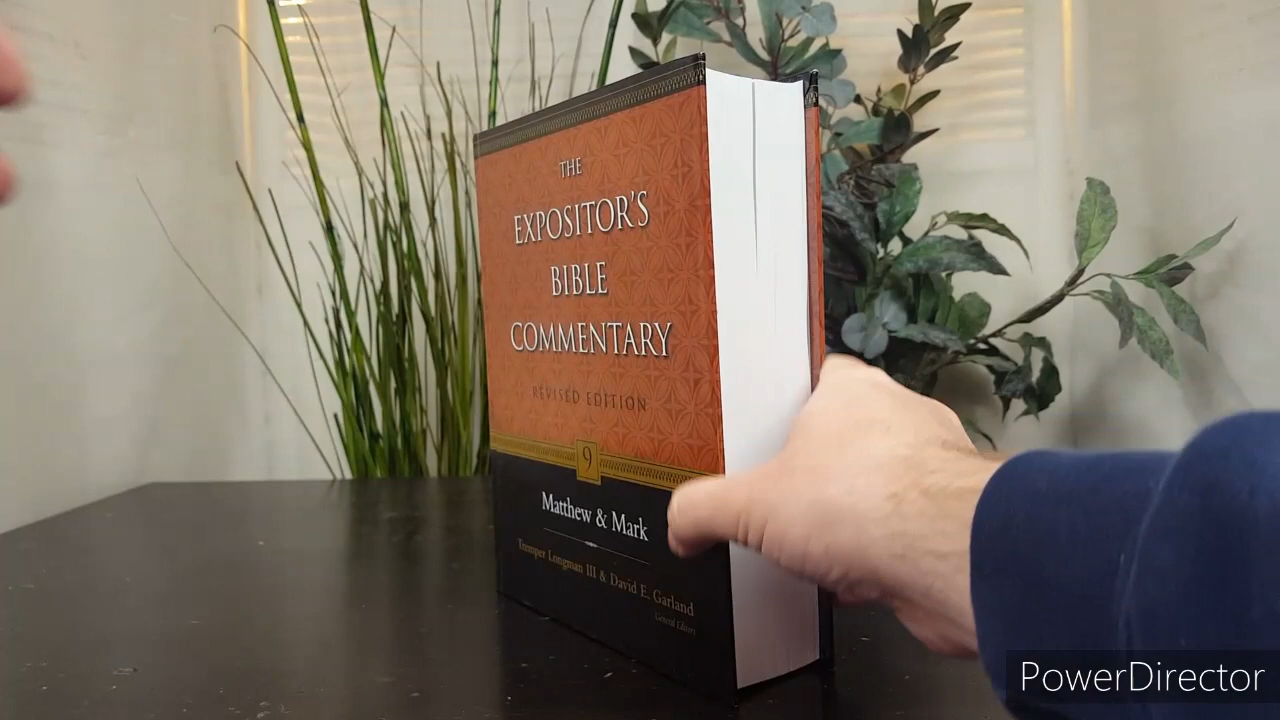 THE
EXPOSITOR'S
BIBLE
COMMENTARY
REVISED EDITION
9
Matthew & Mark
Tremper Longman III & David E. Garland
General Editors
PowerDirector